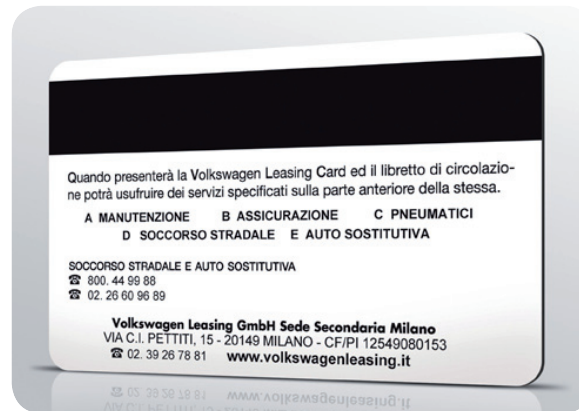 Quando presenterà la Volkswagen Leasing Card ed il libretto di circolazio-
ne potrà usufruire dei servizi specificati sulla parte anteriore della stessa.
A MANUTENZIONE B ASSICURAZIONE C PNEUMATICI
D SOCCORSO STRADALE E AUTO SOSTITUTIVA
SOCCORSO STRADALE E AUTO SOSTITUTIVA
☎ 800. 44 99 88
☎ 02. 26 60 96 89
Volkswagen Leasing GmbH Sede Secondaria Milano
VIA C.I. PETTITI, 15 - 20149 MILANO - CF/PI 12549080153
☎ 02. 39 26 78 81 www.volkswagenleasing.it